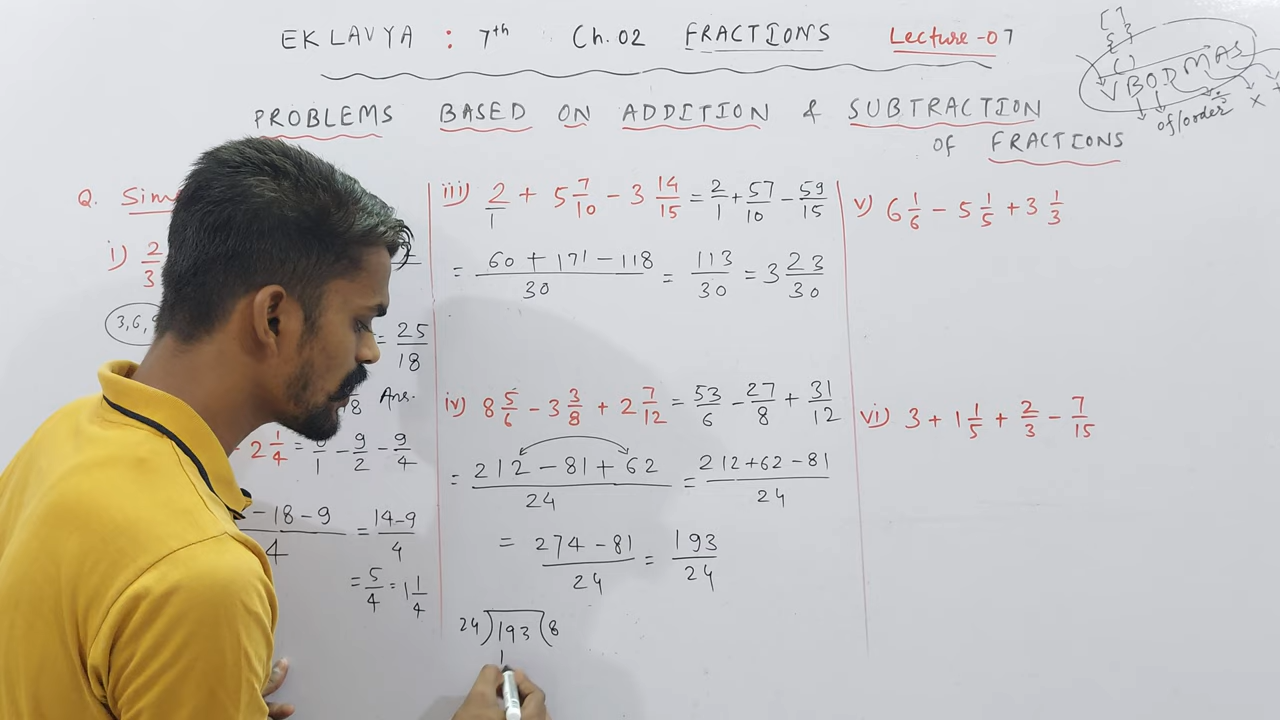 EKLAVYA : 7th Ch.02 FRACTIONS Lecture-07
[ ]
{ }
( )
VBODMAS
of/order ÷ × +
PROBLEMS BASED ON ADDITION & SUBTRACTION
OF FRACTIONS
Q. Sim
i) 2/3
3,6,
= 25/18
Ans.
2 1/4 = /1 - 9/2 - 9/4
- 18 - 9 / 4 = 14-9 / 4
= 5/4 = 1 1/4
iii) 2/1 + 5 7/10 - 3 14/15 = 2/1 + 57/10 - 59/15
= 60 + 171 - 118 / 30 = 113/30 = 3 23/30
iv) 8 5/6 - 3 3/8 + 2 7/12 = 53/6 - 27/8 + 31/12
= 212 - 81 + 62 / 24 = 212+62-81 / 24
= 274 - 81 / 24 = 193/24
24)193(8
1
v) 6 1/6 - 5 1/5 + 3 1/3
vi) 3 + 1 1/5 + 2/3 - 7/15